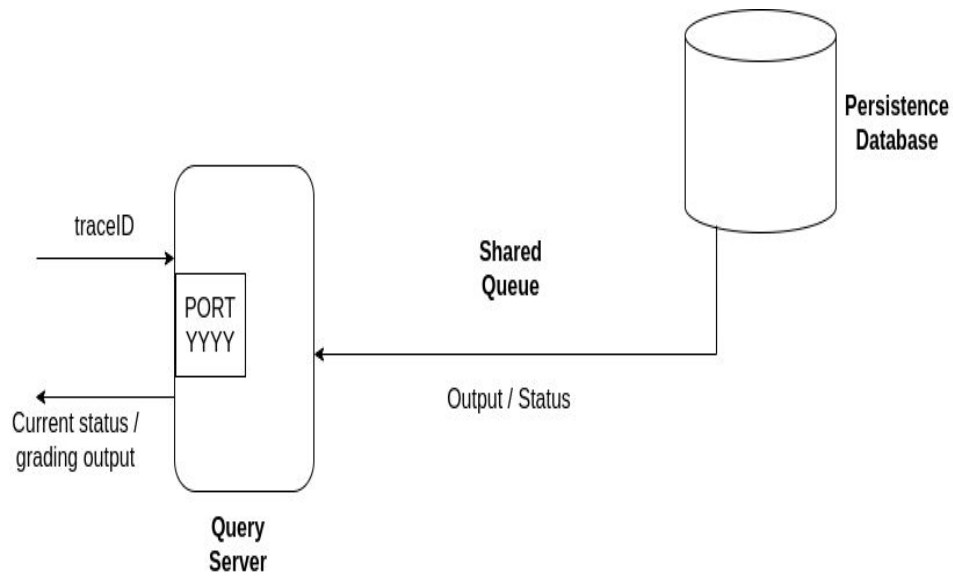 Persistence
Database
traceID
Shared
Queue
PORT
YYYY
Output / Status
Current status /
grading output
Query
Server